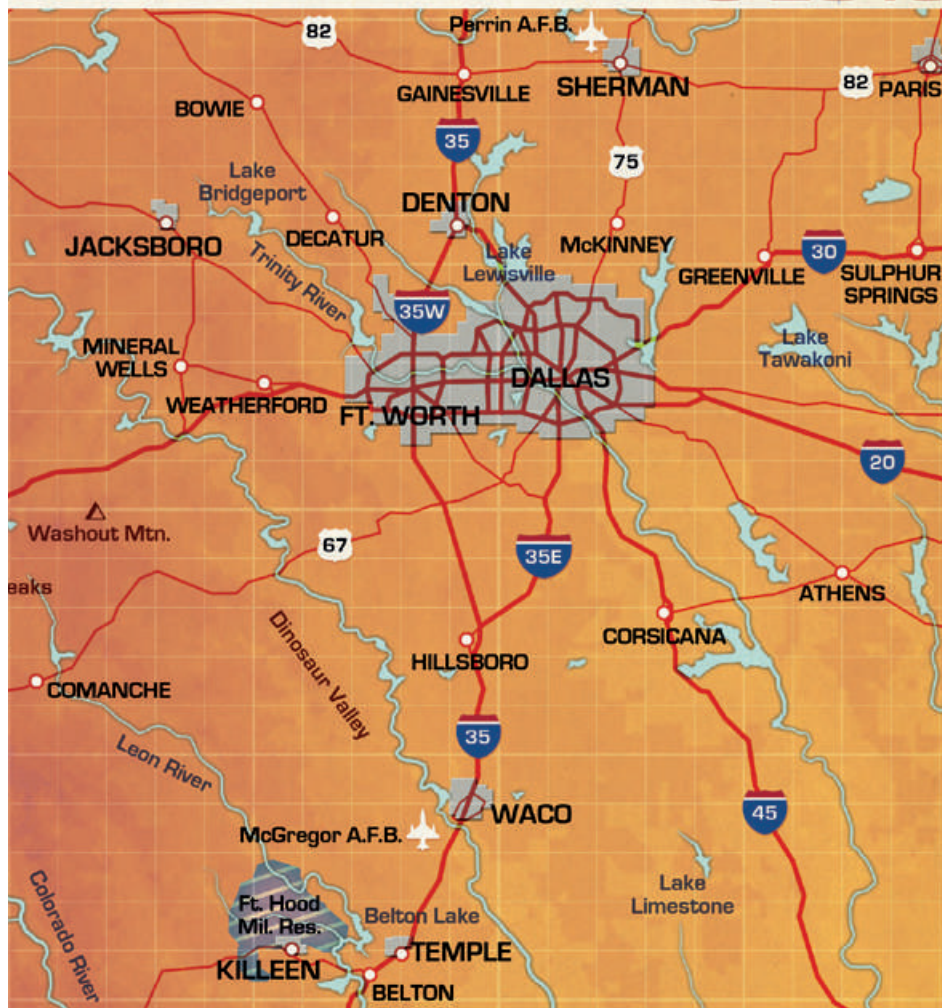 Perrin A.F.B.
82
GAINESVILLE
SHERMAN
82
PARIS
BOWIE
35
75
Lake
Bridgeport
DENTON
JACKSBORO
DECATUR
Lake
Lewisville
McKINNEY
GREENVILLE
30
SULPHUR
SPRINGS
Trinity River
35W
MINERAL
WELLS
Lake
Tawakoni
WEATHERFORD
DALLAS
FT. WORTH
20
Washout Mtn.
67
35E
eaks
ATHENS
CORSICANA
HILLSBORO
COMANCHE
Dinosaur Valley
Leon River
35
WACO
45
McGregor A.F.B.
Lake
Limestone
Ft. Hood
Mil. Res.
Belton Lake
Colorado River
TEMPLE
KILLEEN
BELTON